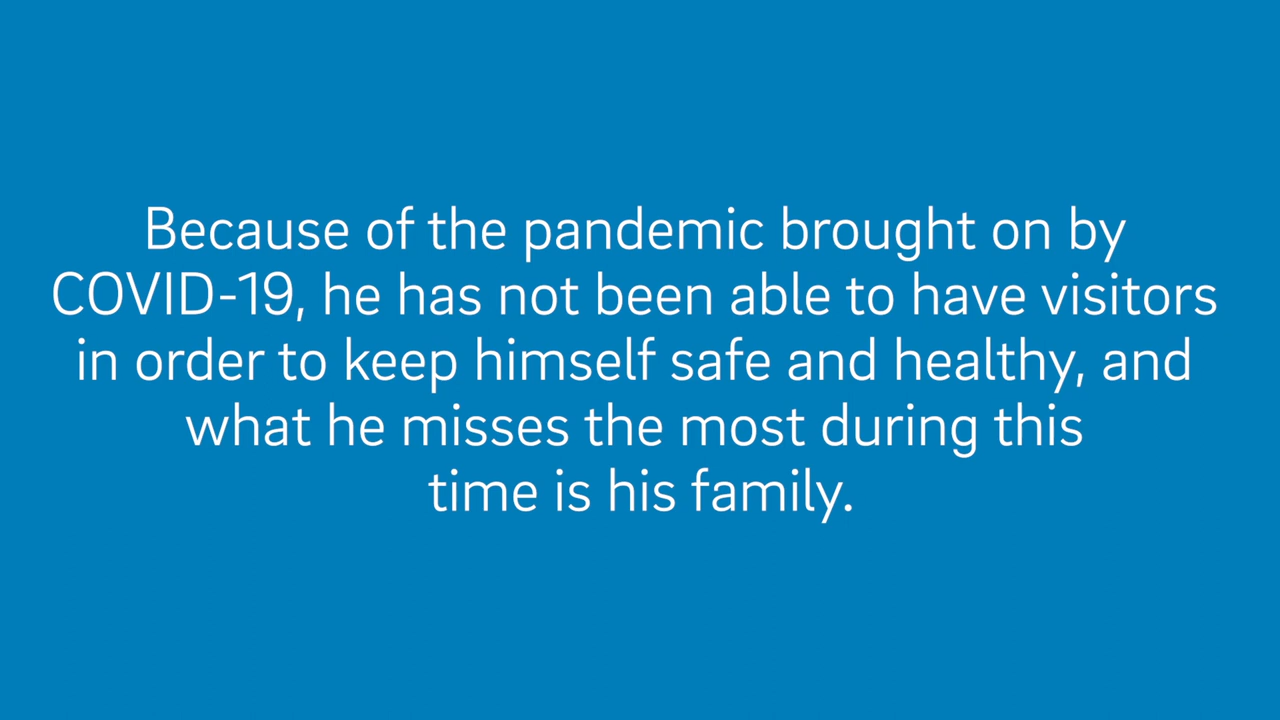 Because of the pandemic brought on by
COVID-19, he has not been able to have visitors
in order to keep himself safe and healthy, and
what he misses the most during this
time is his family.